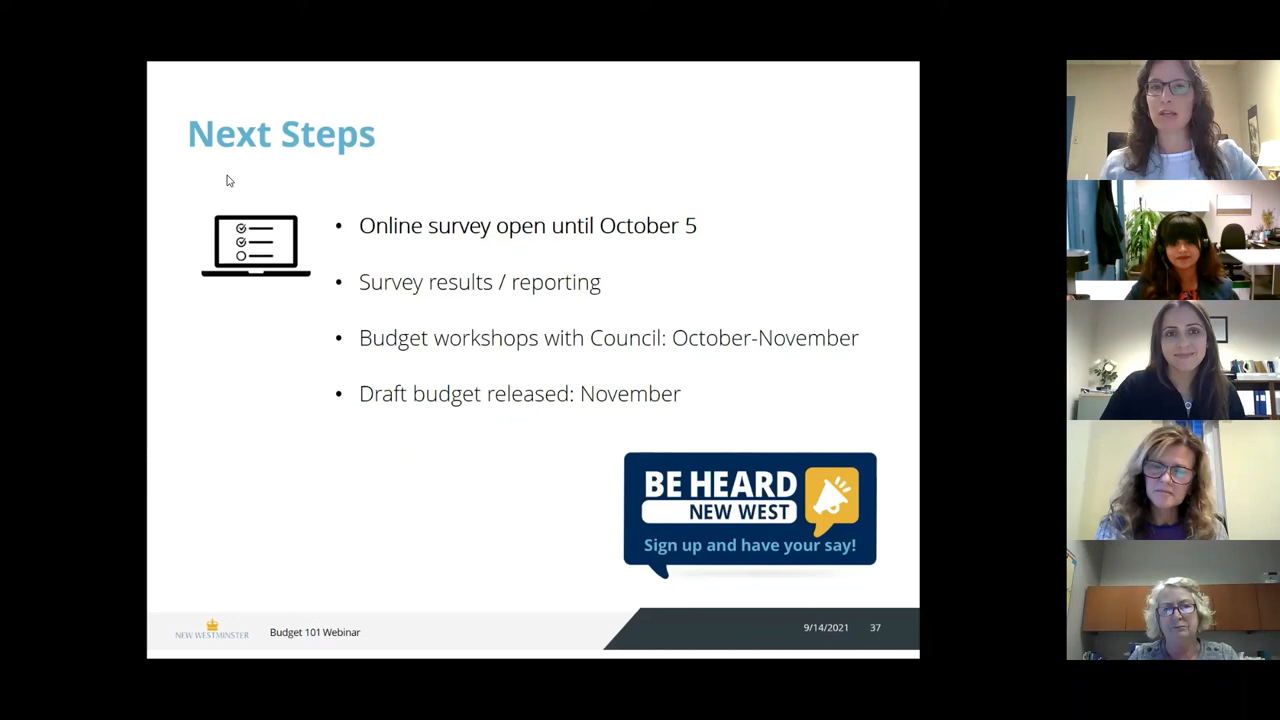 Next Steps
• Online survey open until October 5
• Survey results / reporting
• Budget workshops with Council: October-November
• Draft budget released: November
BE HEARD
NEW WEST
Sign up and have your say!
NEW WESTMINSTER
Budget 101 Webinar
9/14/2021
37